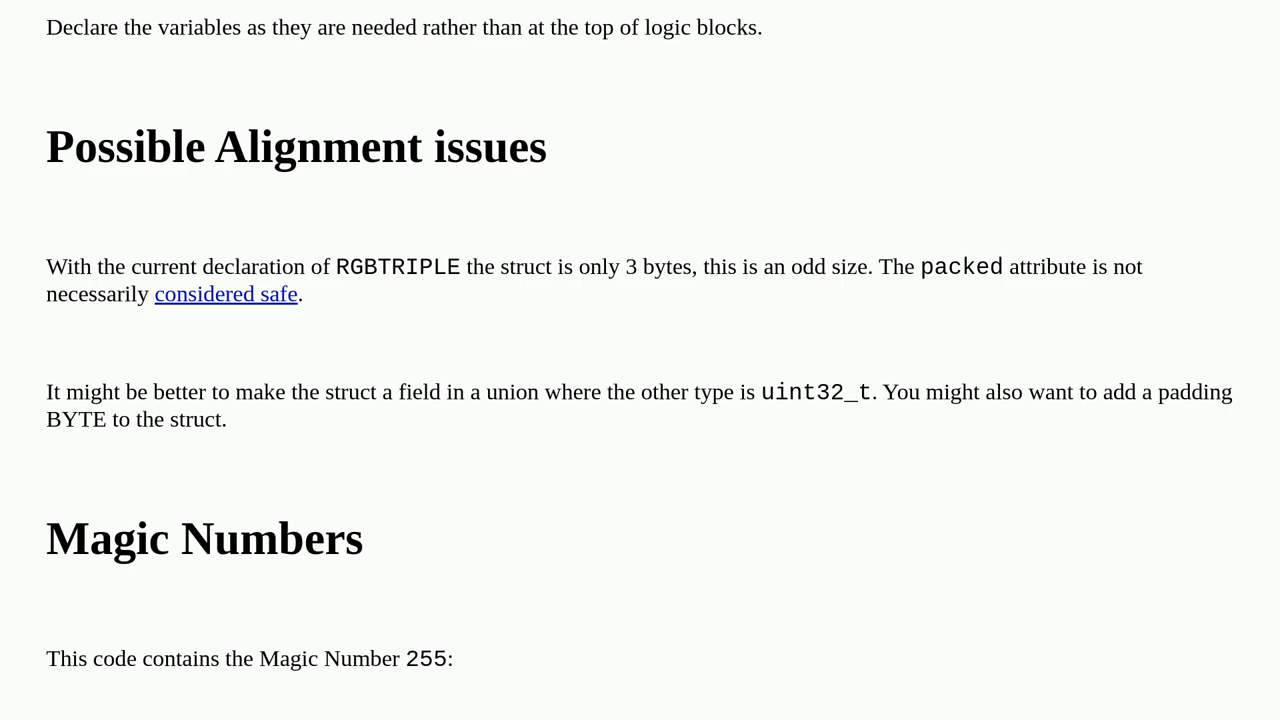 Declare the variables as they are needed rather than at the top of logic blocks.
Possible Alignment issues
With the current declaration of RGBTRIPLE the struct is only 3 bytes, this is an odd size. The packed attribute is not
necessarily considered safe.
It might be better to make the struct a field in a union where the other type is uint32_t. You might also want to add a padding
BYTE to the struct.
Magic Numbers
This code contains the Magic Number 255: